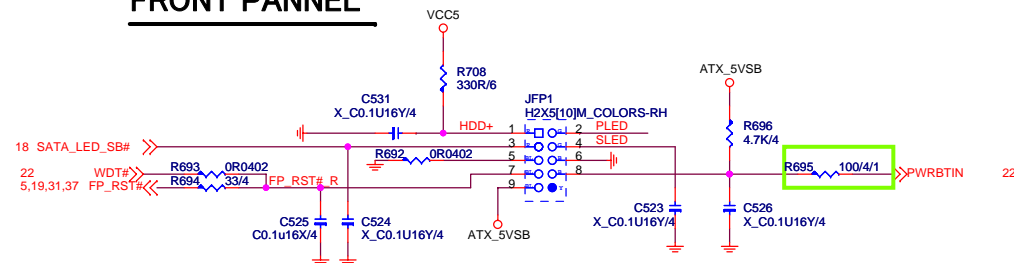 FRONT PANNEL
VCC5
R708
330R/6
ATX_5VSB
C531
X_C0.1U16Y/4
JFP1
H2X5[10]M_COLORS-RH
HDD+
1
2
PLED
R696
4.7K/4
18 SATA_LED_SB#
3
4
SLED
R692
0R0402
5
6
22
WDT#
R693
0R0402
7
8
R695
100/4/1
PWRBTIN
22
5,19,31,37
FP_RST#
R694
33/4
FP_RST#_R
9
C525
C0.1u16X/4
C524
X_C0.1U16Y/4
ATX_5VSB
C523
X_C0.1U16Y/4
C526
X_C0.1U16Y/4